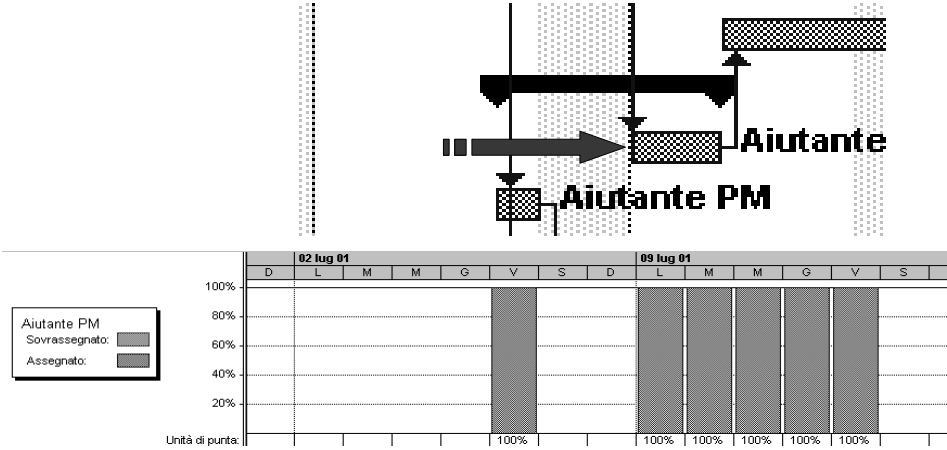 Aiutante
Aiutante PM
02 lug 01 09 lug 01
D L M M G V S D L M M G V S
100%
80%
60%
40%
20%
Aiutante PM
Sovrassegnato:
Assegnato:
Unità di punta: 100% 100% 100% 100% 100% 100%